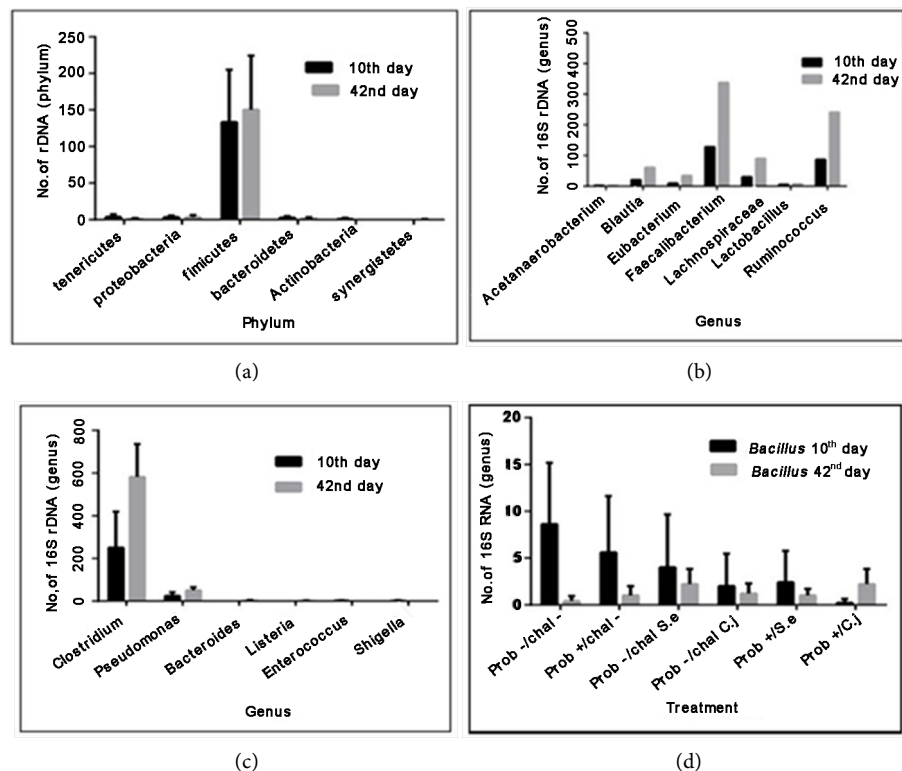 No.of rDNA (phylum)
250
200
150
100
50
0
10th day
42nd day
tenericutes
proteobacteria
fimicutes
bacteroidetes
Actinobacteria
synergistetes
Phylum
(a)
No.of 16S rDNA (genus)
500
400
300
200
100
0
10th day
42nd day
Acetanaerobacterium
Blautia
Eubacterium
Faecalibacterium
Lachnospiraceae
Lactobacillus
Ruminococcus
Genus
(b)
No,of 16S rDNA (genus)
800
600
400
200
0
10th day
42nd day
Clostridium
Pseudomonas
Bacteroides
Listeria
Enterococcus
Shigella
Genus
(c)
No.of 16S RNA (genus)
20
15
10
5
0
Bacillus 10th day
Bacillus 42nd day
Prob -/chal -
Prob +/chal -
Prob -/chal S.e
Prob -/chal C.j
Prob +/S.e
Prob +/C.j
Treatment
(d)